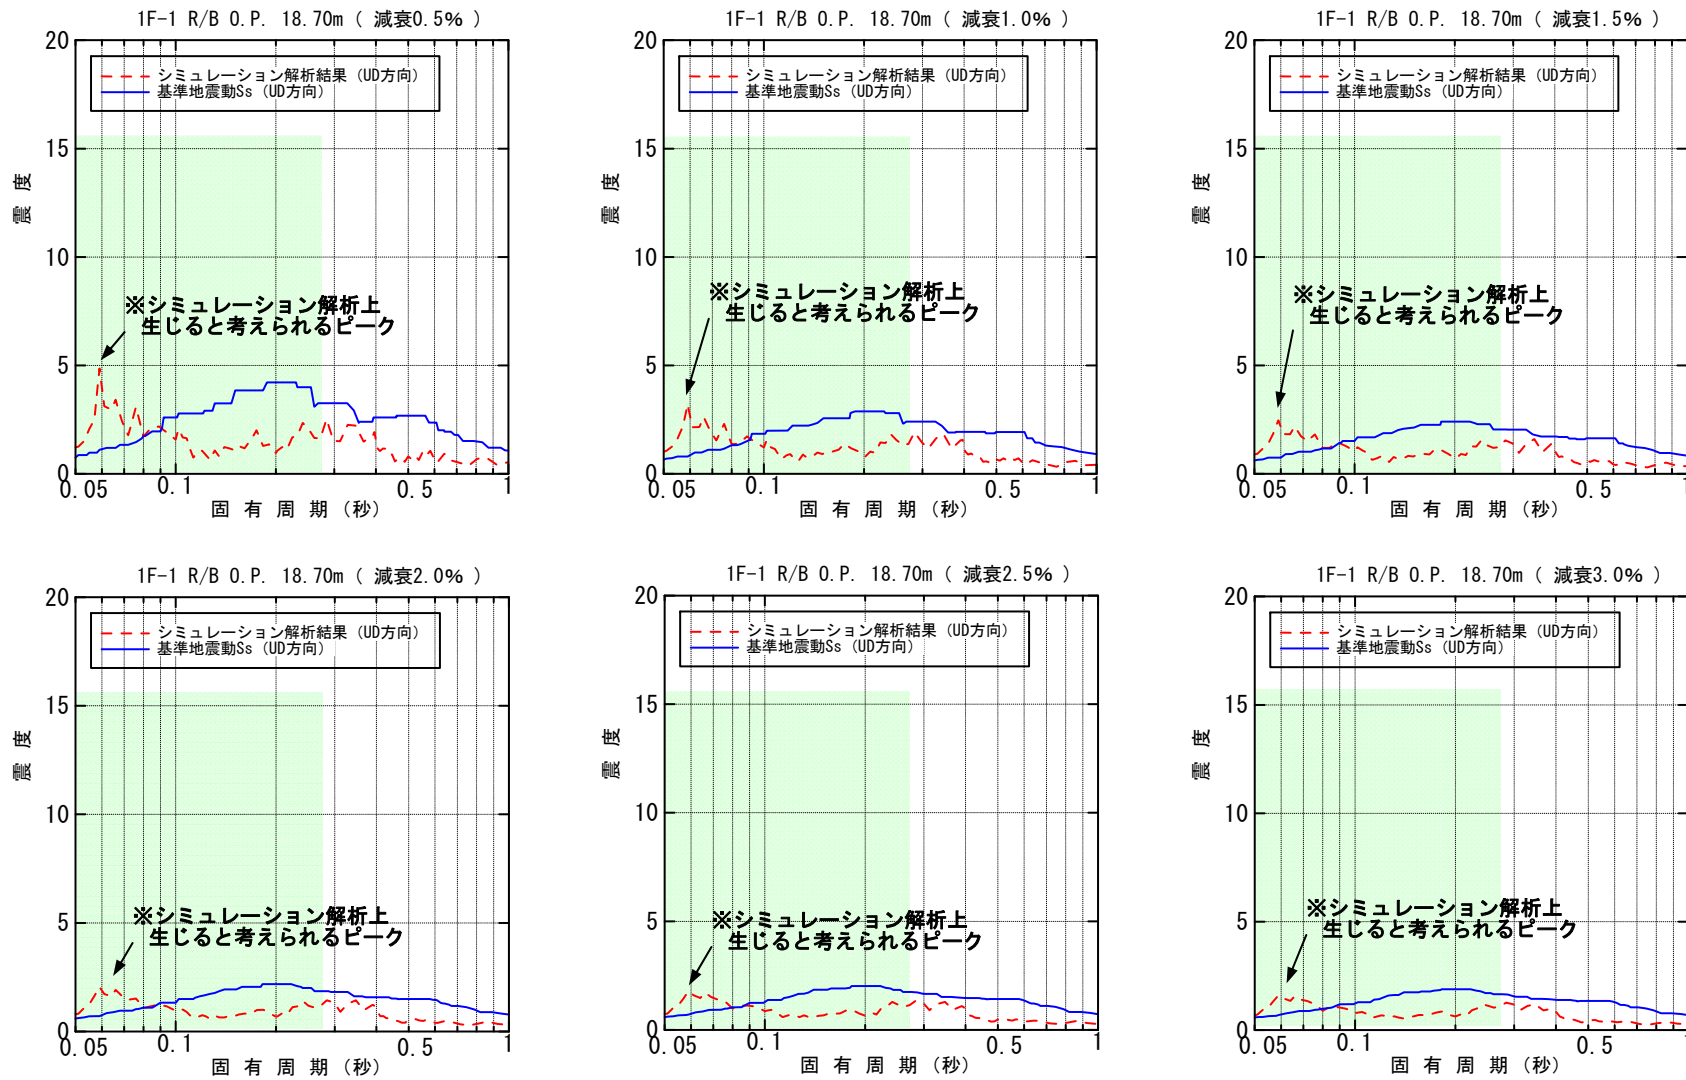 1F-1 R/B O.P. 18.70m ( 減衰0.5% )
20
15
10
5
0
震 度
シミュレーション解析結果 (UD方向)
基準地震動Ss (UD方向)
※シミュレーション解析上
生じると考えられるピーク
0.05
0.1
0.5
1
固 有 周 期 (秒)
1F-1 R/B O.P. 18.70m ( 減衰1.0% )
20
15
10
5
0
震 度
シミュレーション解析結果 (UD方向)
基準地震動Ss (UD方向)
※シミュレーション解析上
生じると考えられるピーク
0.05
0.1
0.5
1
固 有 周 期 (秒)
1F-1 R/B O.P. 18.70m ( 減衰1.5% )
20
15
10
5
0
震 度
シミュレーション解析結果 (UD方向)
基準地震動Ss (UD方向)
※シミュレーション解析上
生じると考えられるピーク
0.05
0.1
0.5
1
固 有 周 期 (秒)
1F-1 R/B O.P. 18.70m ( 減衰2.0% )
20
15
10
5
0
震 度
シミュレーション解析結果 (UD方向)
基準地震動Ss (UD方向)
※シミュレーション解析上
生じると考えられるピーク
0.05
0.1
0.5
1
固 有 周 期 (秒)
1F-1 R/B O.P. 18.70m ( 減衰2.5% )
20
15
10
5
0
震 度
シミュレーション解析結果 (UD方向)
基準地震動Ss (UD方向)
※シミュレーション解析上
生じると考えられるピーク
0.05
0.1
0.5
1
固 有 周 期 (秒)
1F-1 R/B O.P. 18.70m ( 減衰3.0% )
20
15
10
5
0
震 度
シミュレーション解析結果 (UD方向)
基準地震動Ss (UD方向)
※シミュレーション解析上
生じると考えられるピーク
0.05
0.1
0.5
1
固 有 周 期 (秒)